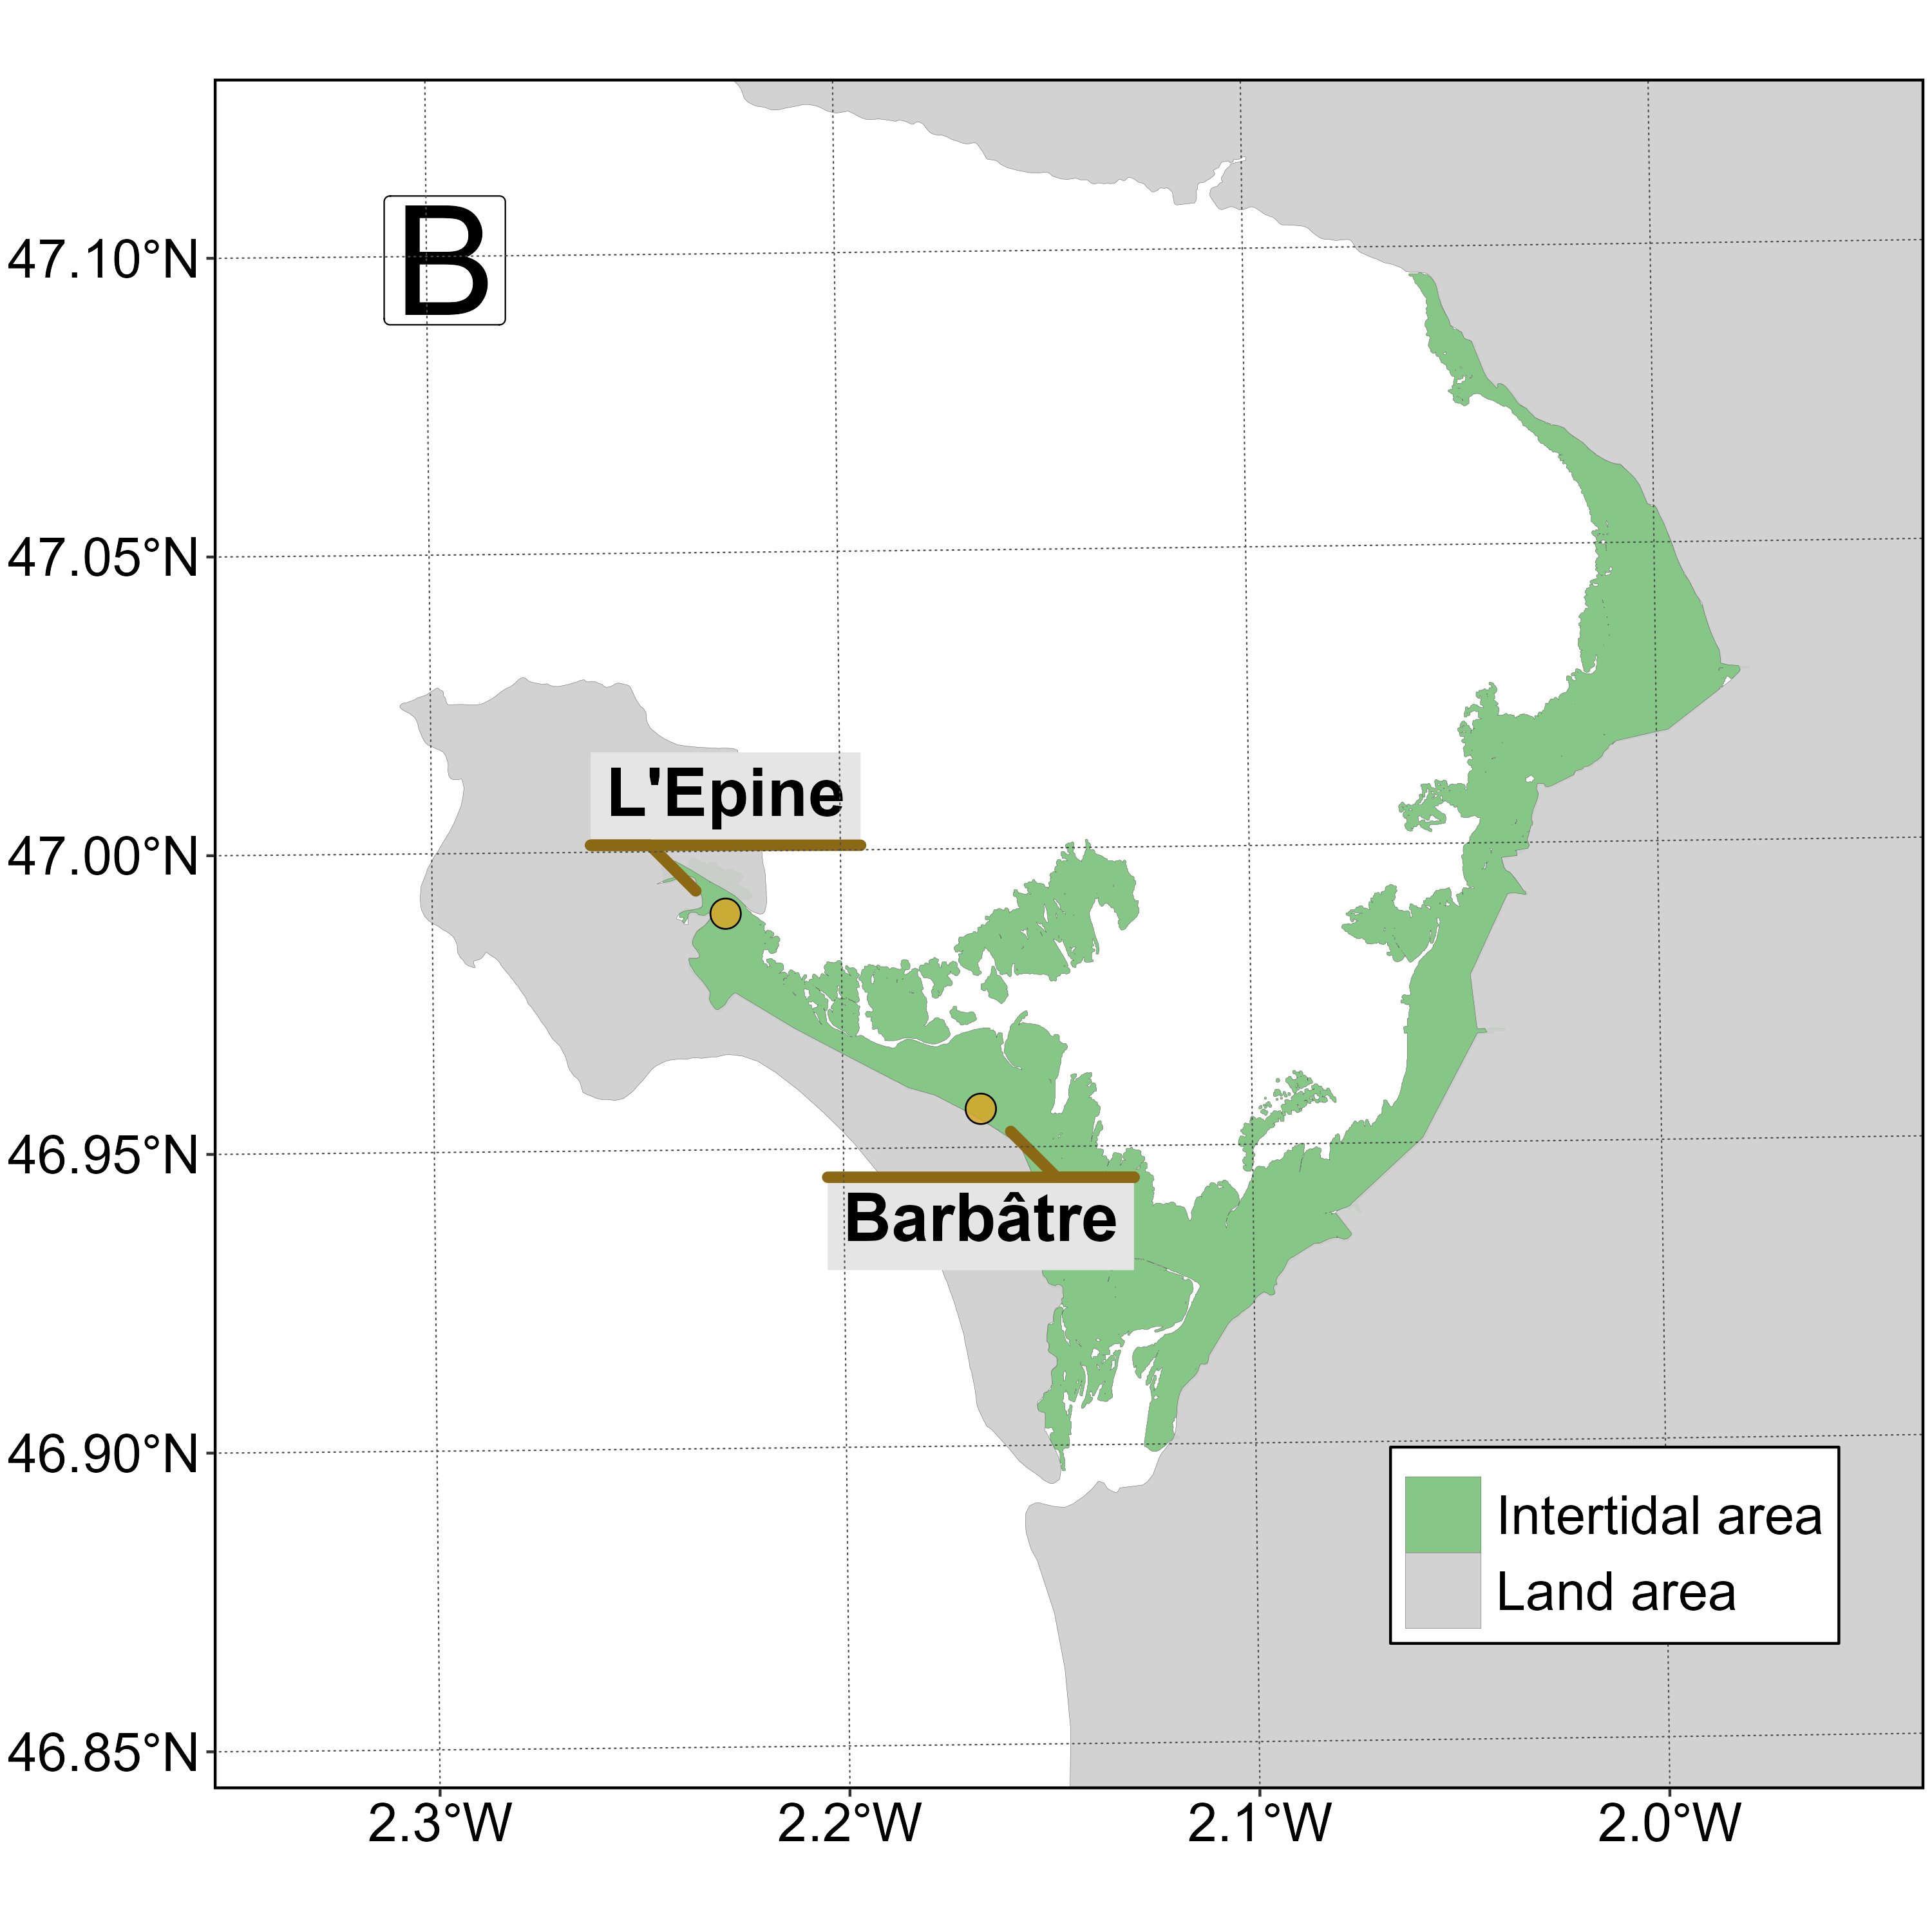 B
47.10°N
47.05°N
47.00°N
46.95°N
46.90°N
46.85°N
L'Epine
Barbâtre
Intertidal area
Land area
2.3°W
2.2°W
2.1°W
2.0°W